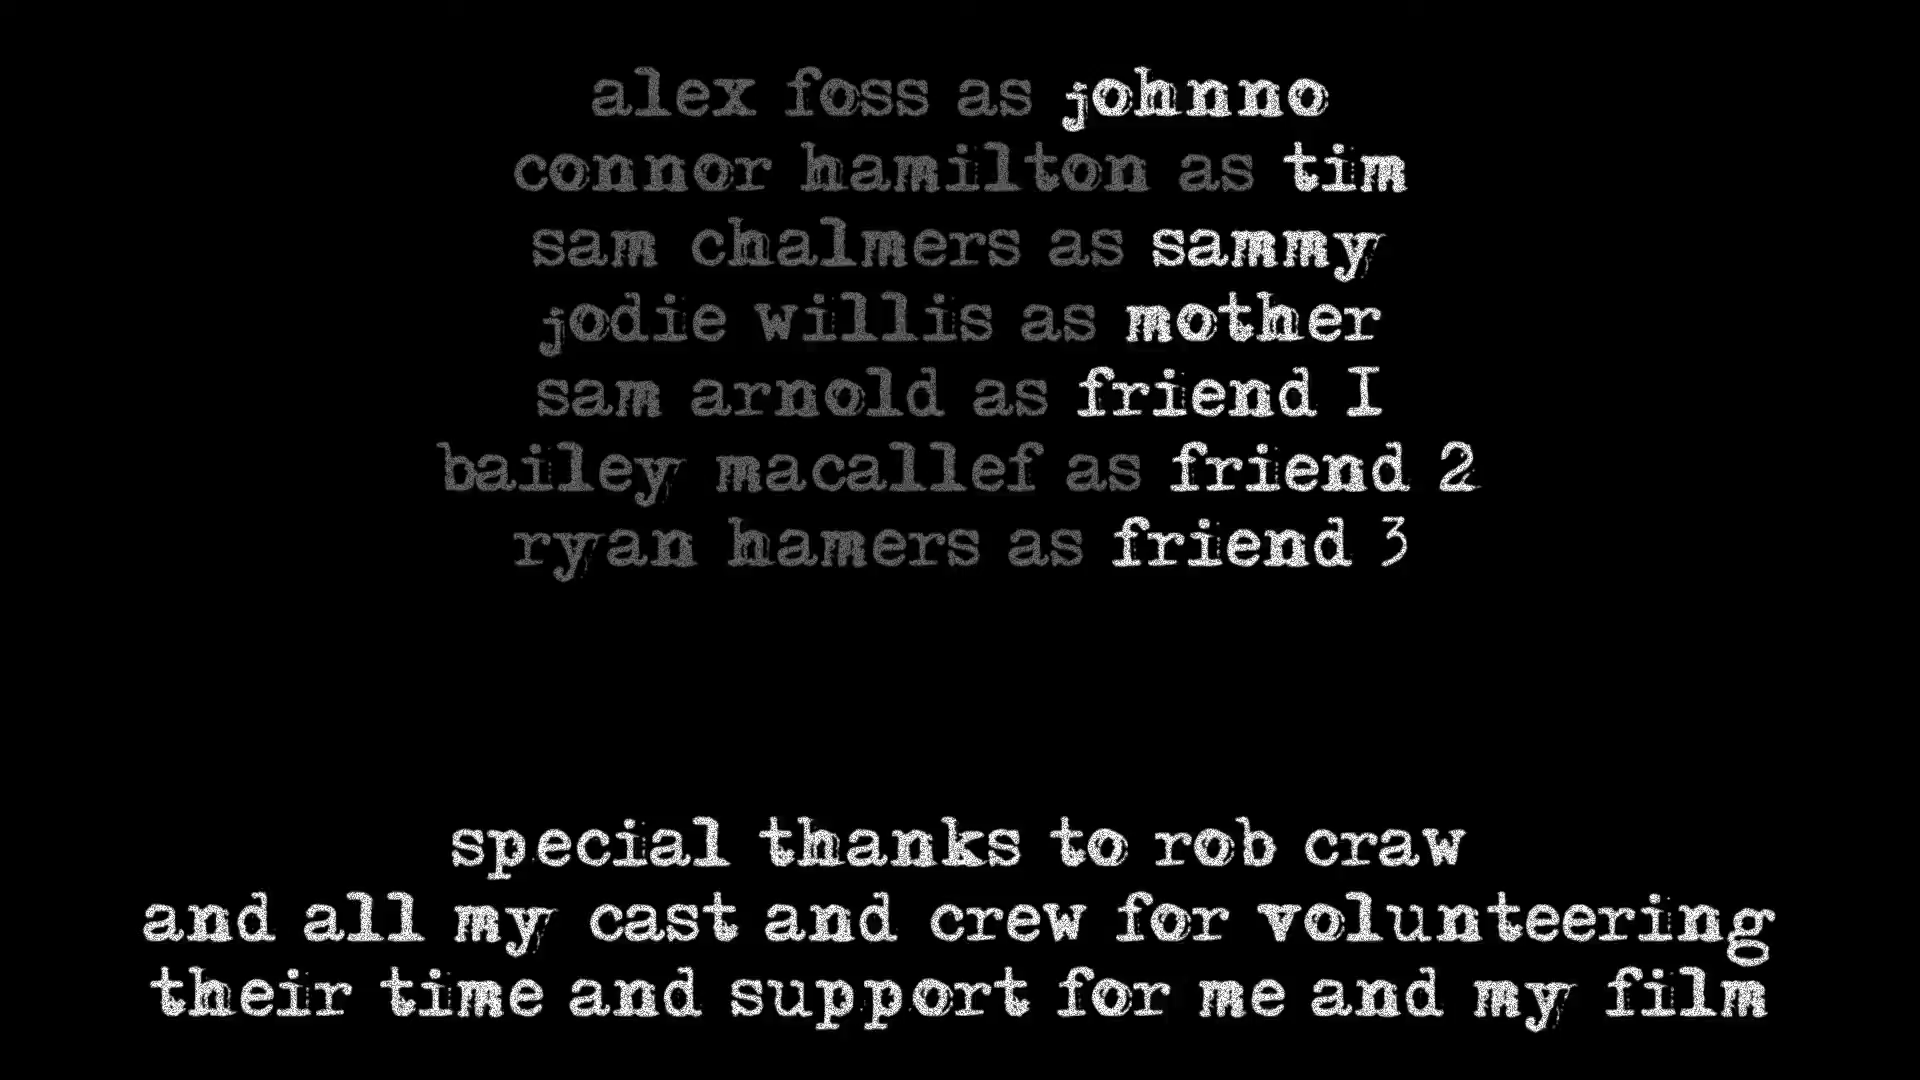 alex foss as johnno
connor hamilton as tim
sam chalmers as sammy
jodie willis as mother
sam arnold as friend 1
bailey macallef as friend 2
ryan hamers as friend 3
special thanks to rob craw
and all my cast and crew for volunteering
their time and support for me and my film